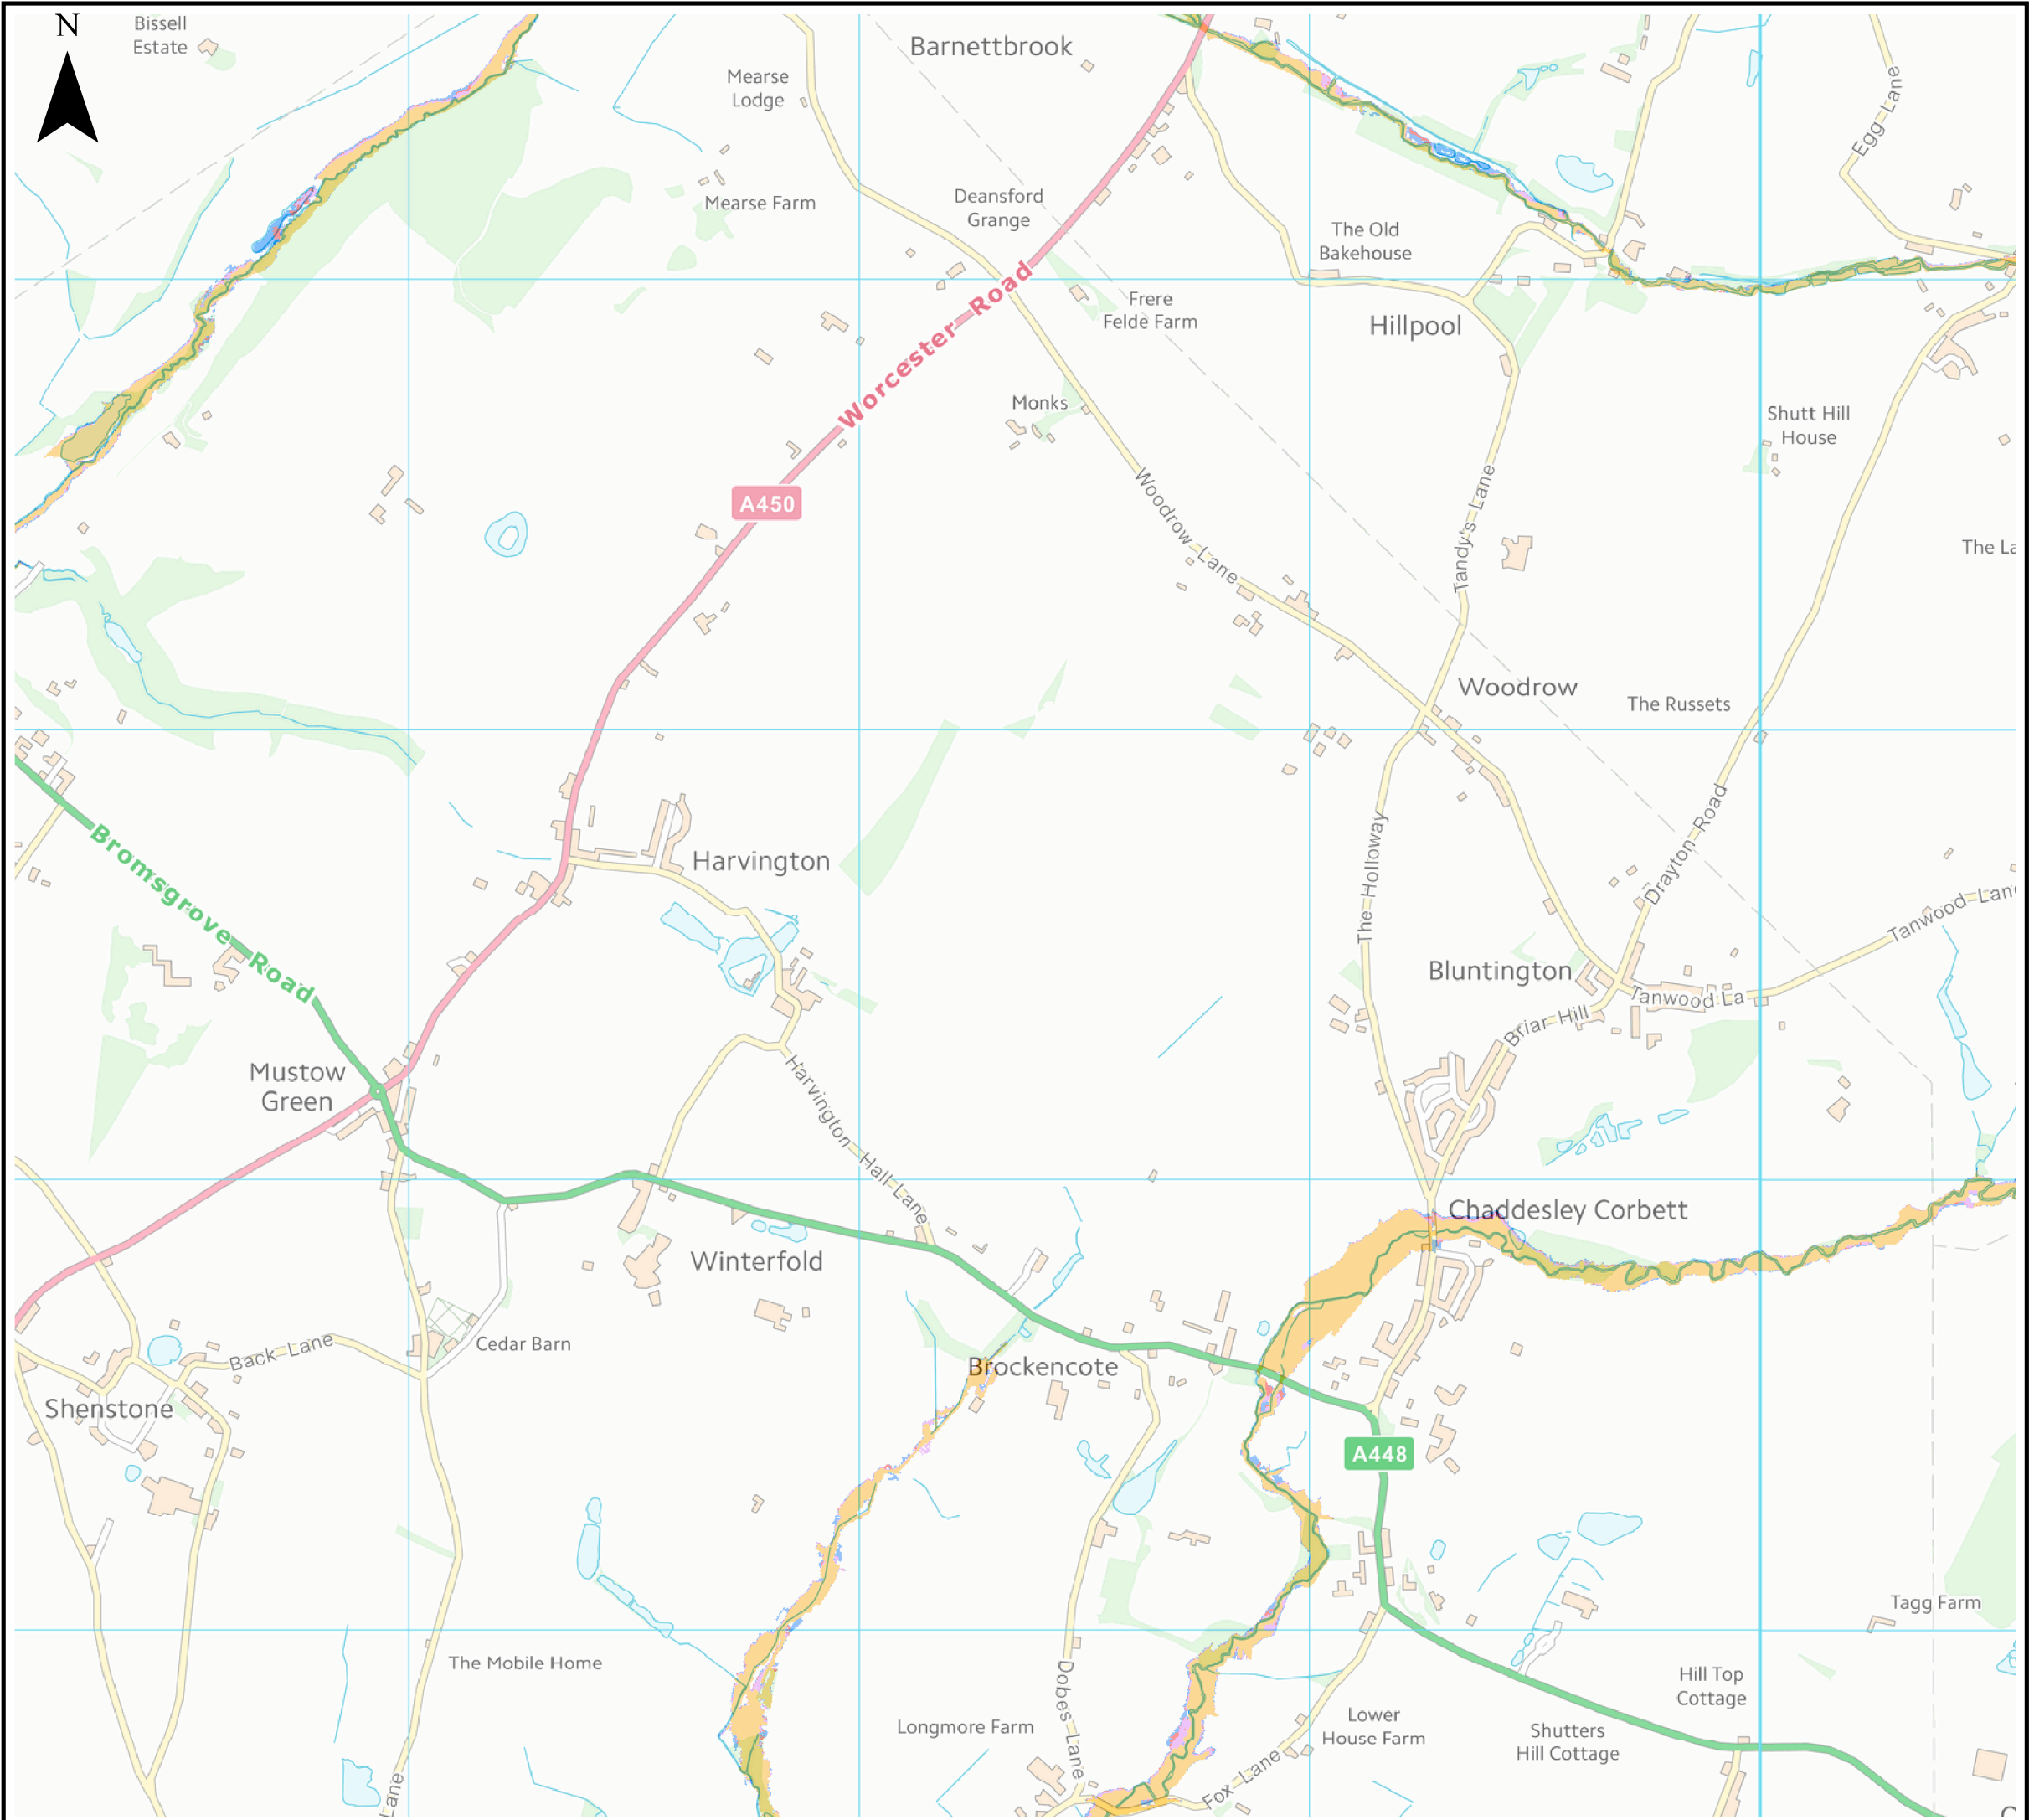 N
Bissell
Estate
Barnettbrook
Mearse
Lodge
Egg Lane
Mearse Farm
Deansford
Grange
The Old
Bakehouse
Worcester Road
Frere
Felde Farm
Hillpool
Monks
Shutt Hill
House
A450
Woodrow Lane
Tandy's Lane
The La
Woodrow
The Russets
Bromsgrove Road
Harvington
The Holloway
Drayton Road
Tanwood Lane
Bluntington
Tanwood La
Briar Hill
Mustow
Green
Harvington Hall Lane
Chaddesley Corbett
Winterfold
Cedar Barn
Back Lane
Brockencote
Shenstone
A448
Tagg Farm
The Mobile Home
Dobes Lane
Hill Top
Cottage
Longmore Farm
Lower
House Farm
Shutters
Hill Cottage
Fox Lane
Lane